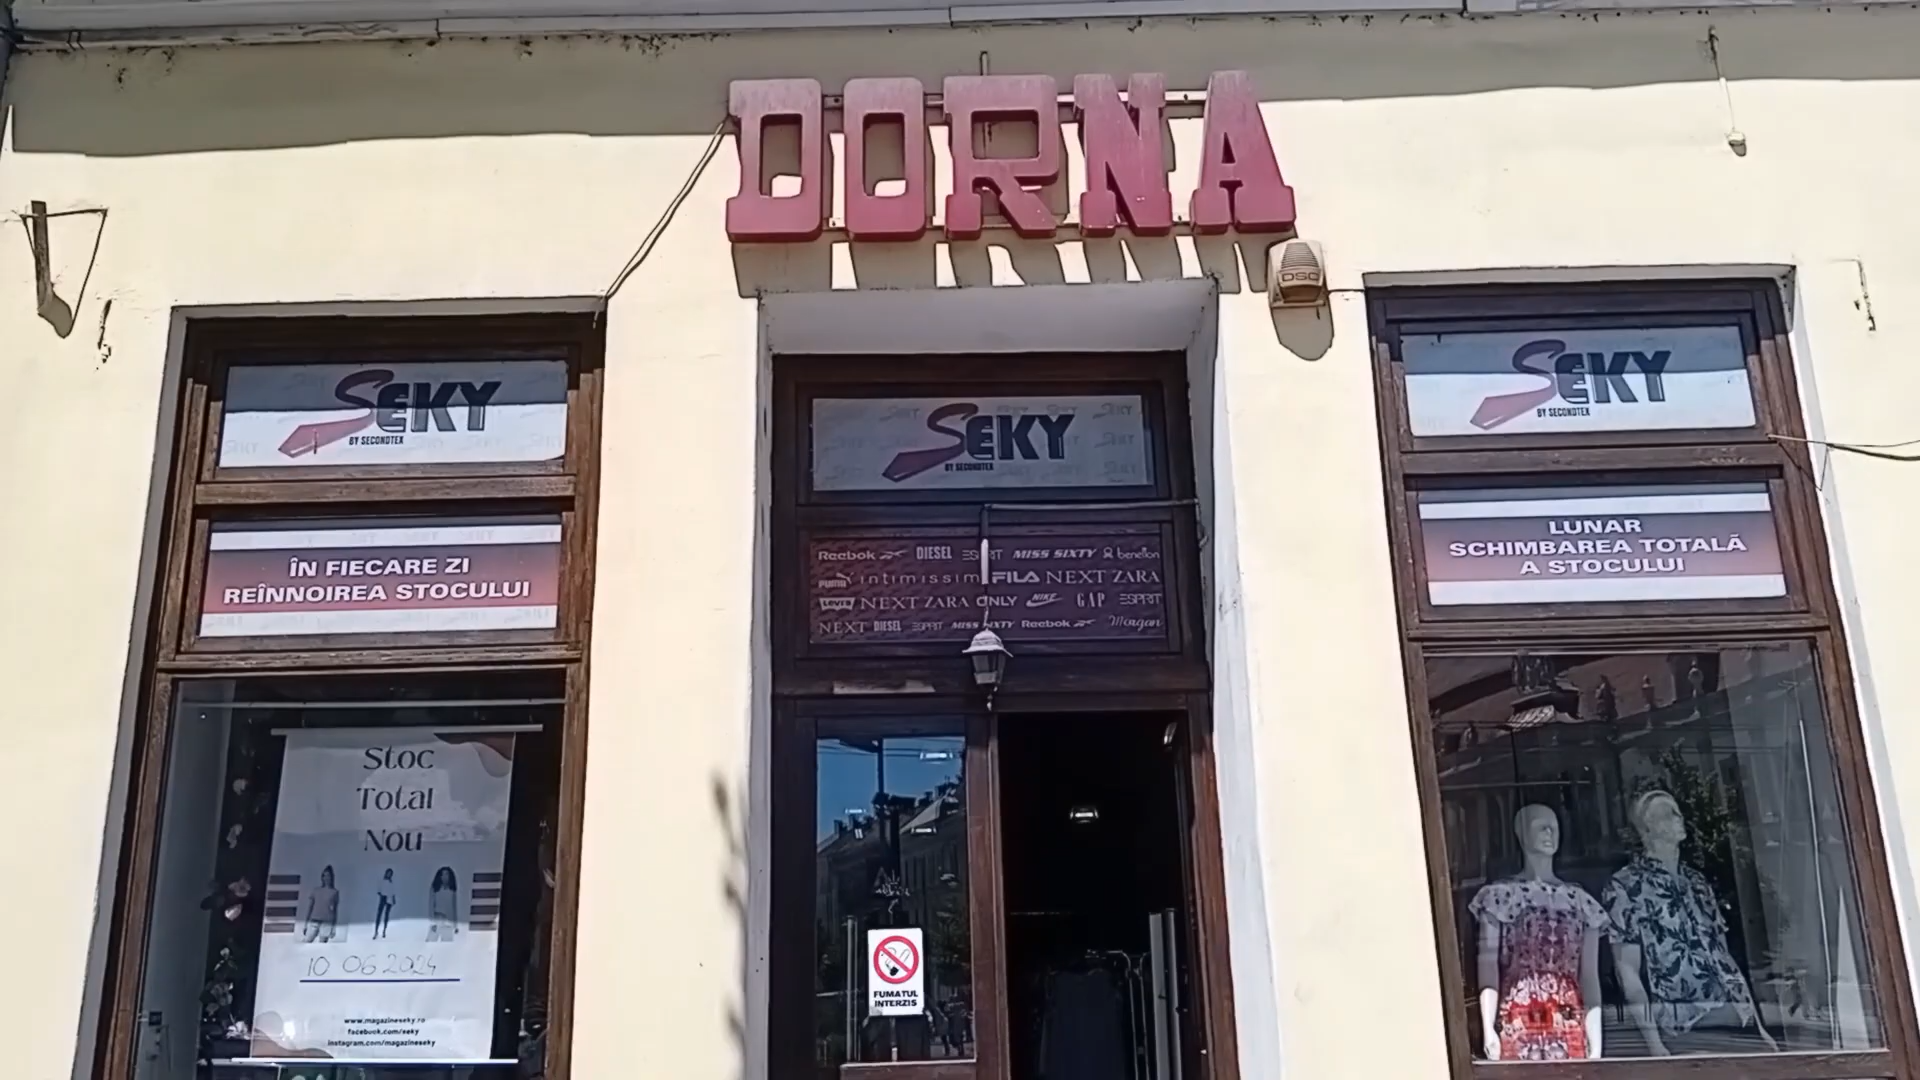 DORNA
DSC
SEKY
BY SECONDTEX
ÎN FIECARE ZI
REÎNNOIREA STOCULUI
Stoc
Total
Nou
10 06 2024
www.magazineseky.ro
facebook.com/seky
instagram.com/magazineseky
SEKY
BY SECONDTEX
Reebok DIESEL ESPRIT MISS SIXTY benetton
PUMA intimissimi FILA NEXT ZARA
LEVI'S NEXT ZARA ONLY NIKE GAP ESPRIT
NEXT DIESEL ESPRIT MISS SIXTY Reebok Morgan
FUMATUL
INTERZIS
SEKY
BY SECONDTEX
LUNAR
SCHIMBAREA TOTALĂ
A STOCULUI